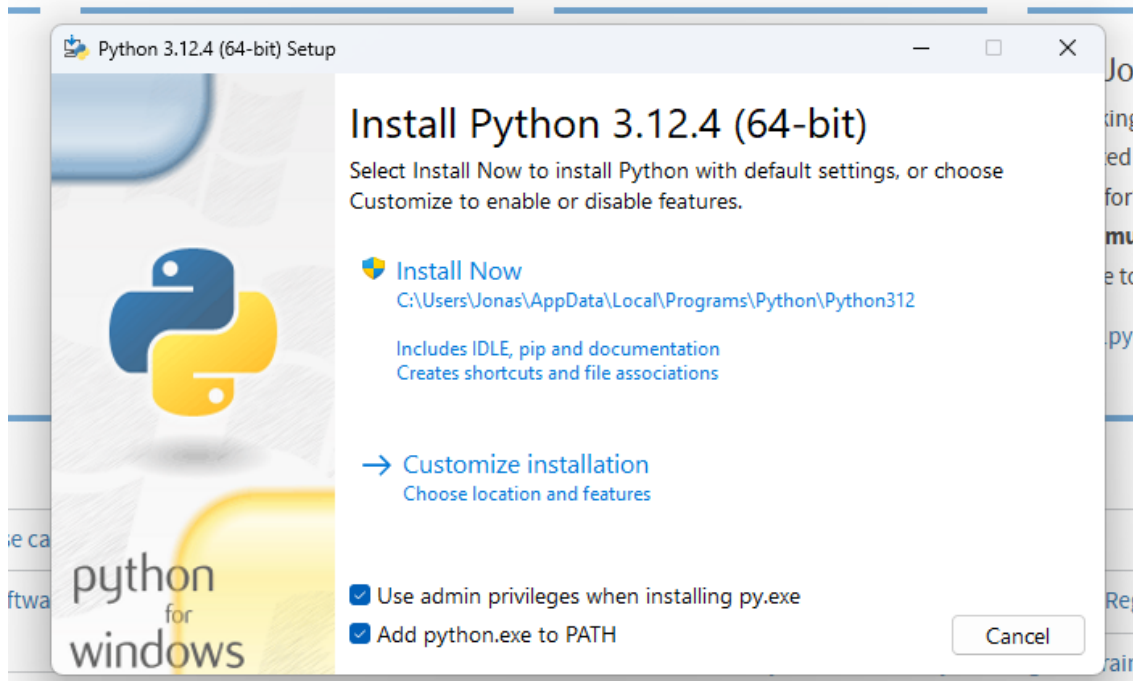 Python 3.12.4 (64-bit) Setup
Install Python 3.12.4 (64-bit)
Select Install Now to install Python with default settings, or choose
Customize to enable or disable features.
Install Now
C:\Users\Jonas\AppData\Local\Programs\Python\Python312
Includes IDLE, pip and documentation
Creates shortcuts and file associations
Customize installation
Choose location and features
Use admin privileges when installing py.exe
Add python.exe to PATH
Cancel
python
for
windows